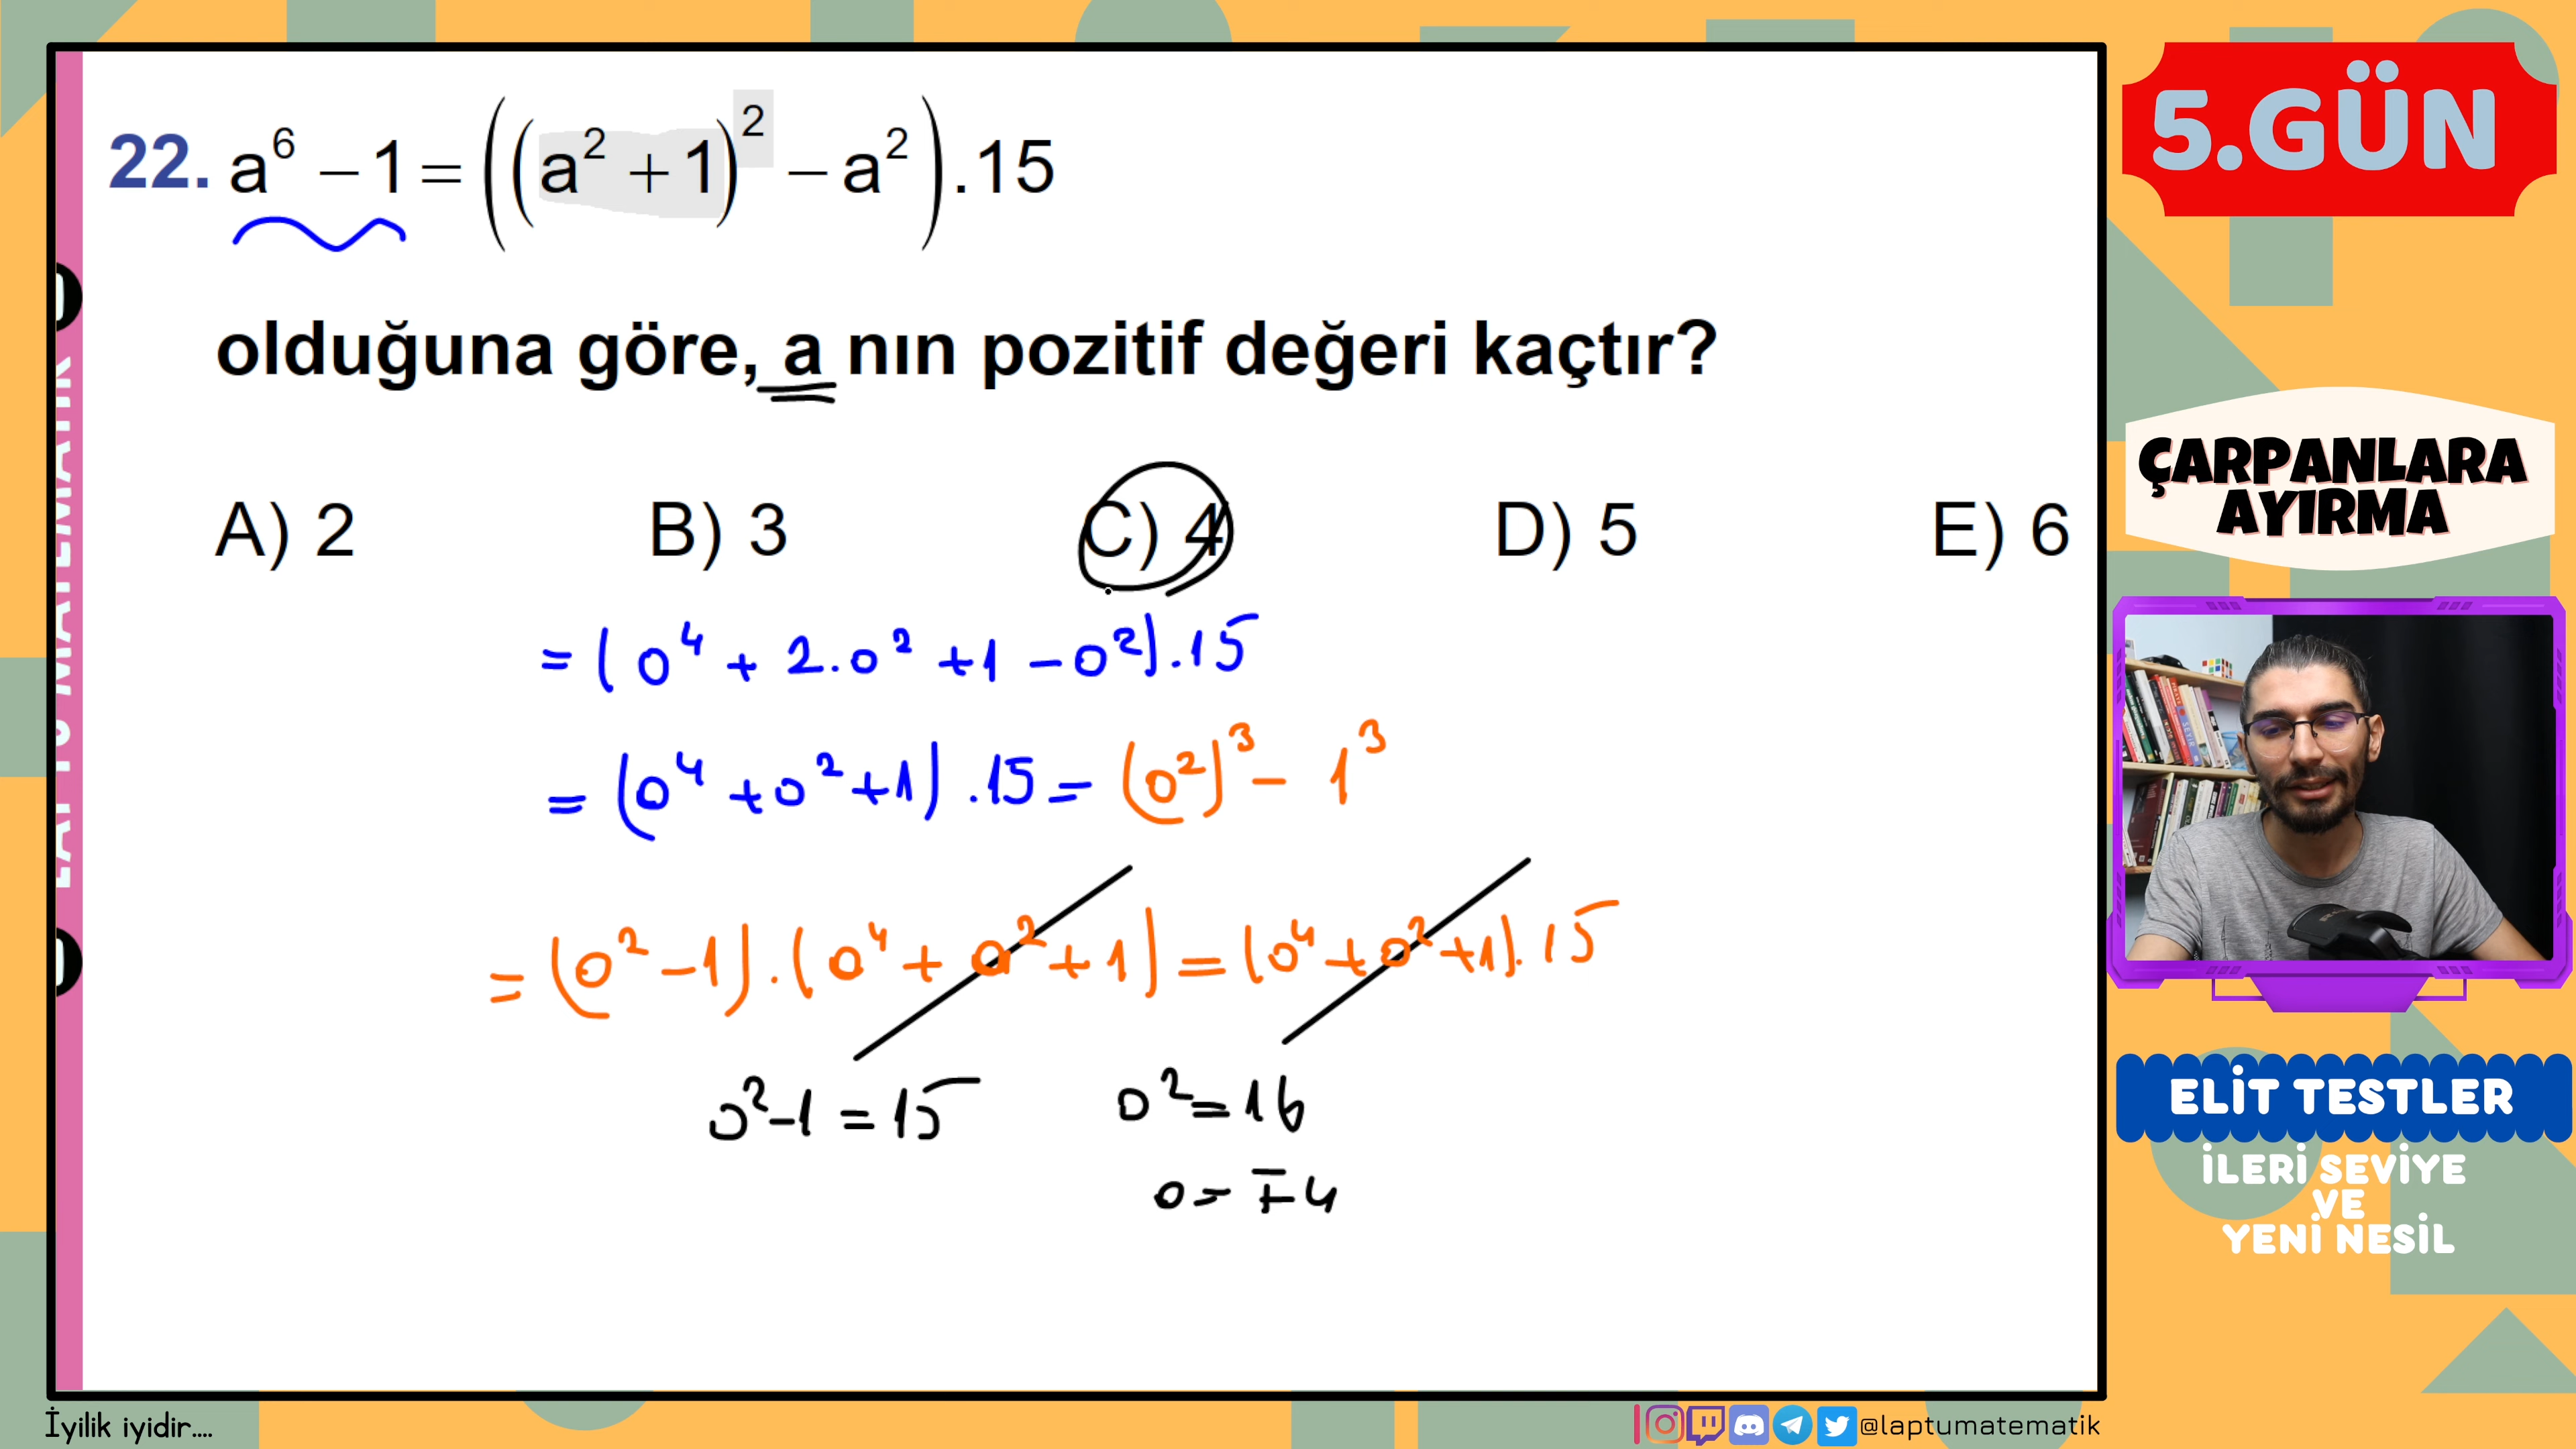 22. a⁶ − 1 = ((a² + 1)² − a²).15
olduğuna göre, a nın pozitif değeri kaçtır?
A) 2 B) 3 C) 4 D) 5 E) 6
= (a⁴ + 2.a² + 1 − a²).15
= (a⁴ + a² + 1).15 = (a²)³ − 1³
= (a² − 1).(a⁴ + a² + 1) = (a⁴ + a² + 1).15
a² − 1 = 15 a² = 16
a = ∓4
5.GÜN
ÇARPANLARA
AYIRMA
ELİT TESTLER
İLERİ SEVİYE
VE
YENİ NESİL
İyilik iyidir....
@laptumatematik